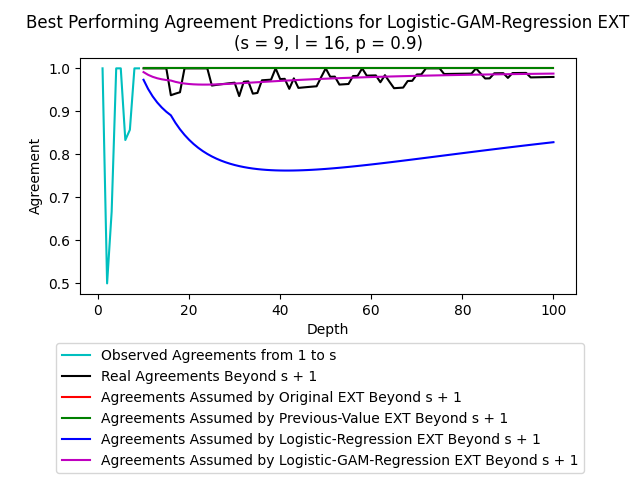 Best Performing Agreement Predictions for Logistic-GAM-Regression EXT
(s = 9, l = 16, p = 0.9)
1.0
0.9
0.8
0.7
0.6
0.5
Agreement
0 20 40 60 80 100
Depth
Observed Agreements from 1 to s
Real Agreements Beyond s + 1
Agreements Assumed by Original EXT Beyond s + 1
Agreements Assumed by Previous-Value EXT Beyond s + 1
Agreements Assumed by Logistic-Regression EXT Beyond s + 1
Agreements Assumed by Logistic-GAM-Regression EXT Beyond s + 1